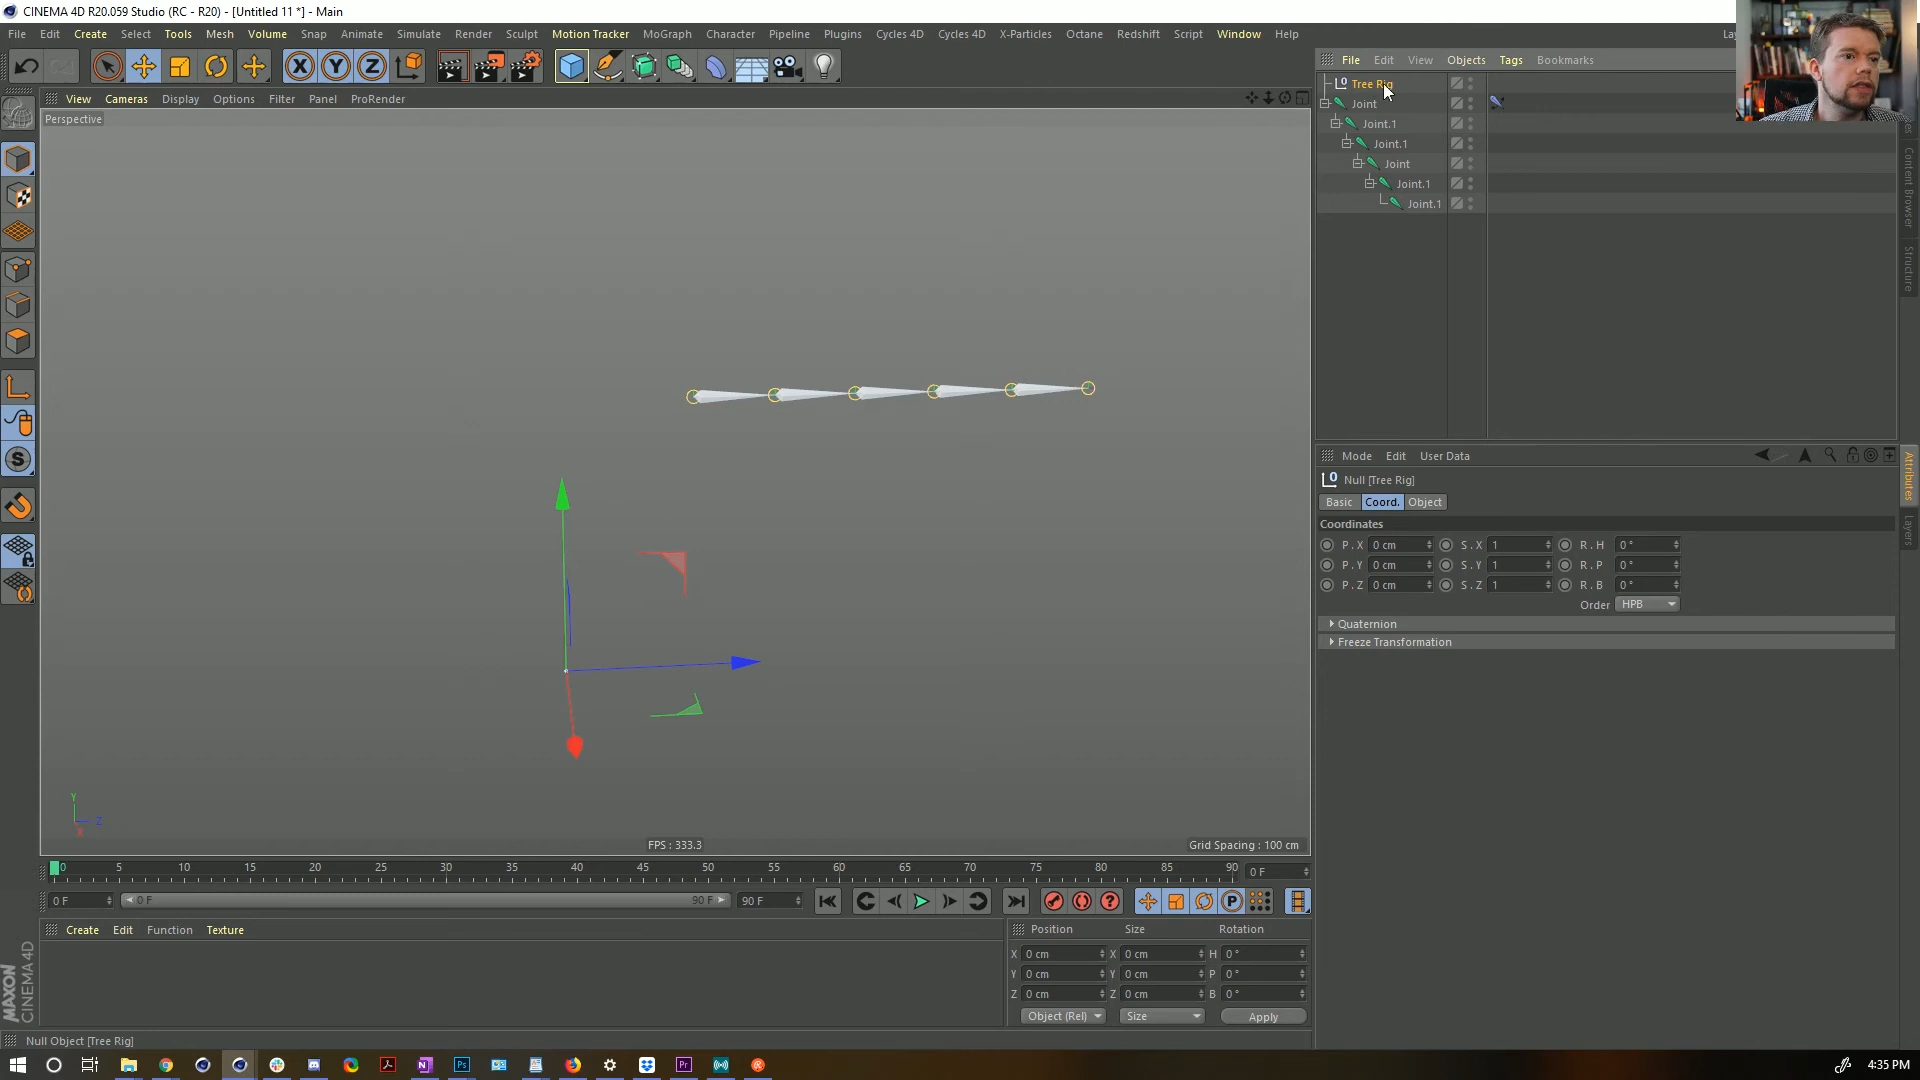 CINEMA 4D R20.059 Studio (RC - R20) - [Untitled 11 *] - Main
File Edit Create Select Tools Mesh Volume Snap Animate Simulate Render Sculpt Motion Tracker MoGraph Character Pipeline Plugins Cycles 4D Cycles 4D X-Particles Octane Redshift Script Window Help
File Edit View Objects Tags Bookmarks
View Cameras Display Options Filter Panel ProRender
Perspective
Tree Rig
Joint
Joint.1
Joint.1
Joint
Joint.1
Joint.1
Content Browser
Structure
Mode Edit User Data
Null [Tree Rig]
Basic Coord. Object
Coordinates
P . X 0 cm S . X 1 R . H 0 °
P . Y 0 cm S . Y 1 R . P 0 °
P . Z 0 cm S . Z 1 R . B 0 °
Order HPB
Quaternion
Freeze Transformation
Attributes
Layers
Y
Z
X
FPS : 333.3
Grid Spacing : 100 cm
0 5 10 15 20 25 30 35 40 45 50 55 60 65 70 75 80 85 90 0 F
0 F 0 F 90 F 90 F
Create Edit Function Texture
Position Size Rotation
X 0 cm X 0 cm H 0 °
Y 0 cm Y 0 cm P 0 °
Z 0 cm Z 0 cm B 0 °
Object (Rel) Size Apply
MAXON
CINEMA 4D
Null Object [Tree Rig]
4:35 PM